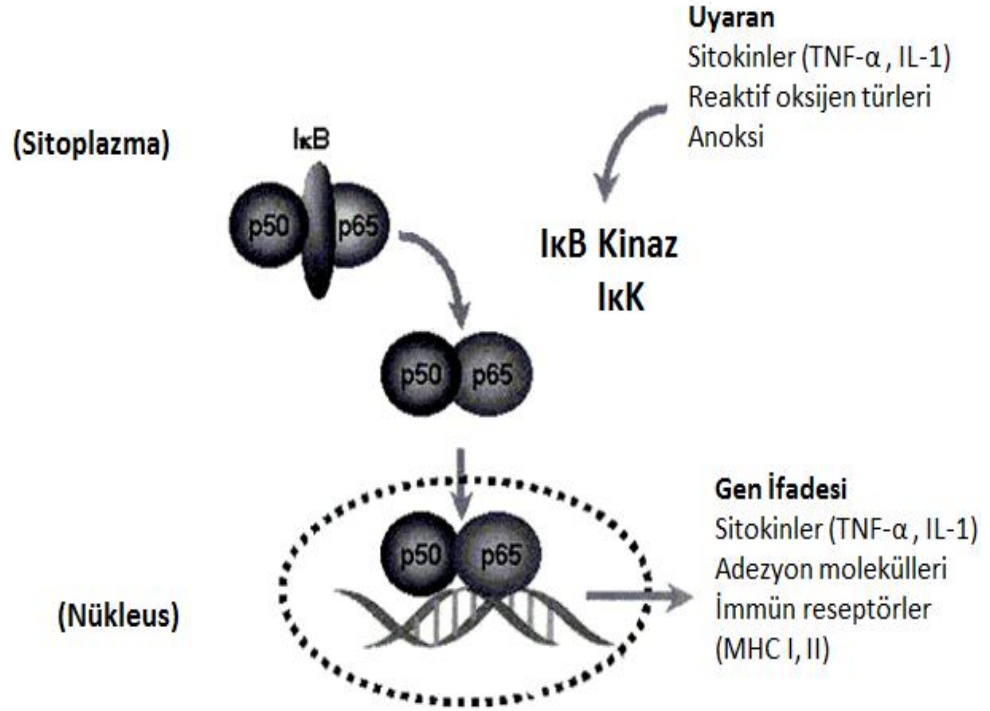 Uyaran
Sitokinler (TNF-α , IL-1)
Reaktif oksijen türleri
Anoksi
(Sitoplazma)
IκB
p50 p65
IκB Kinaz
IκK
p50 p65
Gen İfadesi
Sitokinler (TNF-α , IL-1)
Adezyon molekülleri
İmmün reseptörler
(MHC I, II)
p50 p65
(Nükleus)